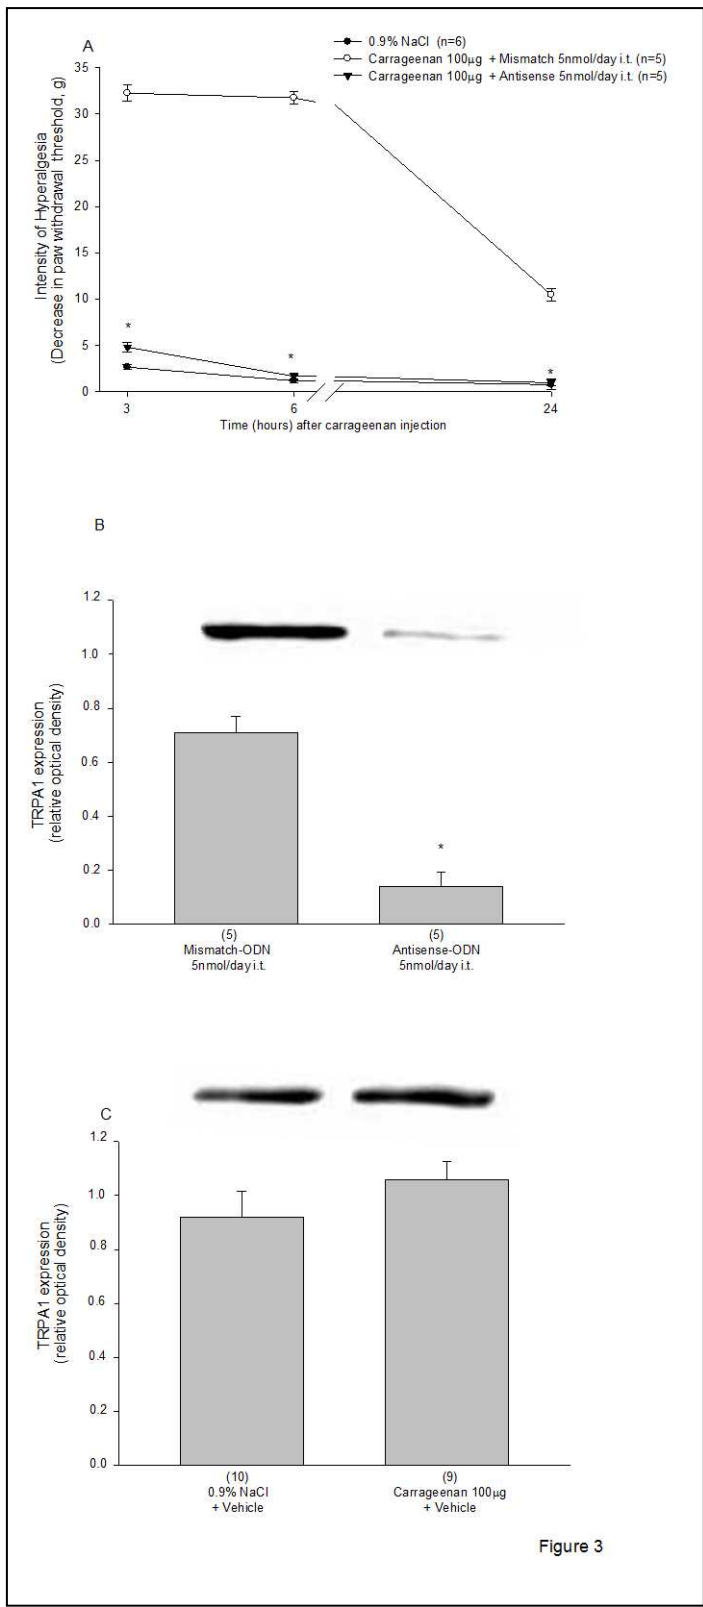 A
0.9% NaCl (n=6)
Carrageenan 100µg + Mismatch 5nmol/day i.t. (n=5)
Carrageenan 100µg + Antisense 5nmol/day i.t. (n=5)
Intensity of Hyperalgesia
(Decrease in paw withdrawal threshold, g)
35
30
25
20
15
10
5
0
*
*
*
3
6
24
Time (hours) after carrageenan injection
B
TRPA1 expression
(relative optical density)
1.2
1.0
0.8
0.6
0.4
0.2
0.0
*
(5)
Mismatch-ODN
5nmol/day i.t.
(5)
Antisense-ODN
5nmol/day i.t.
C
TRPA1 expression
(relative optical density)
1.2
1.0
0.8
0.6
0.4
0.2
0.0
(10)
0.9% NaCl
+ Vehicle
(9)
Carrageenan 100µg
+ Vehicle
Figure 3